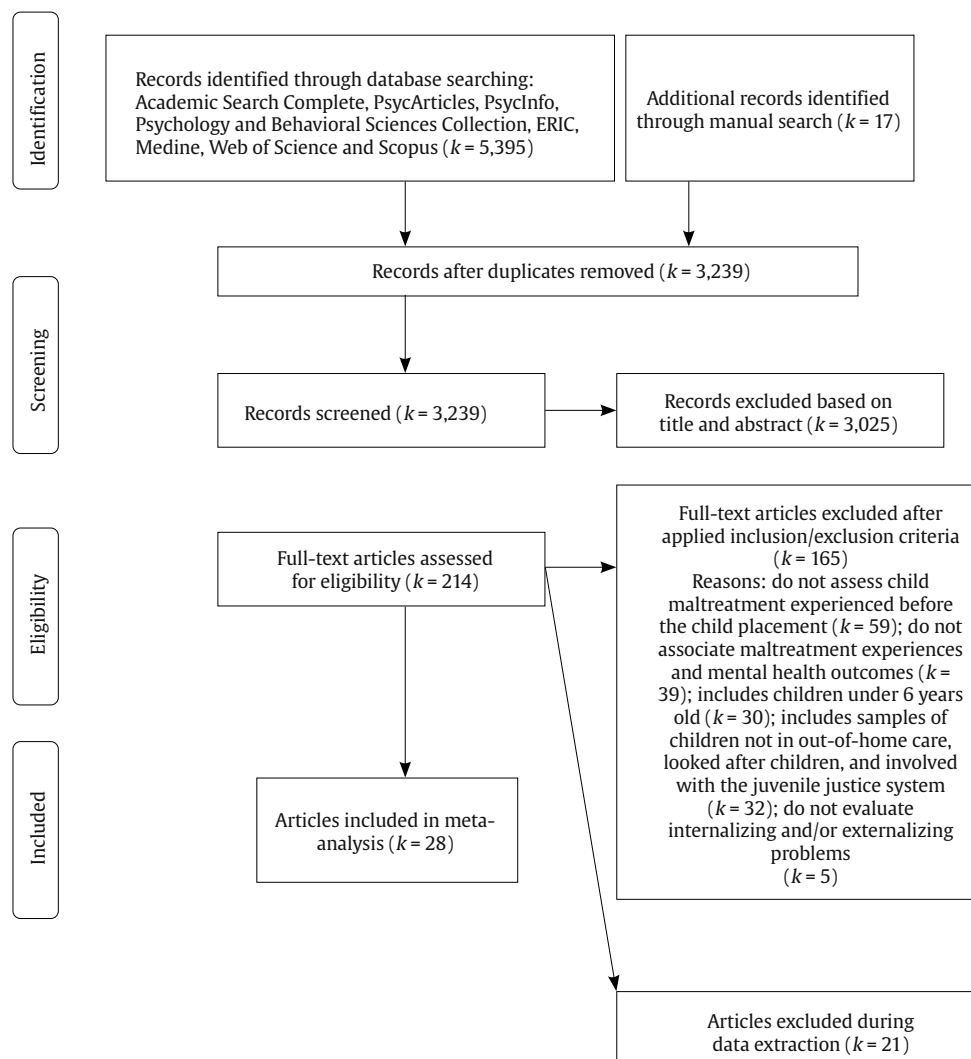 Identification
Records identified through database searching:
Academic Search Complete, PsycArticles, PsycInfo,
Psychology and Behavioral Sciences Collection, ERIC,
Medine, Web of Science and Scopus (k = 5,395)
Additional records identified
through manual search (k = 17)
Records after duplicates removed (k = 3,239)
Screening
Records screened (k = 3,239)
Records excluded based on
title and abstract (k = 3,025)
Eligibility
Full-text articles assessed
for eligibility (k = 214)
Full-text articles excluded after
applied inclusion/exclusion criteria
(k = 165)
Reasons: do not assess child
maltreatment experienced before
the child placement (k = 59); do not
associate maltreatment experiences
and mental health outcomes (k =
39); includes children under 6 years
old (k = 30); includes samples of
children not in out-of-home care,
looked after children, and involved
with the juvenile justice system
(k = 32); do not evaluate
internalizing and/or externalizing
problems
(k = 5)
Included
Articles included in meta-
analysis (k = 28)
Articles excluded during
data extraction (k = 21)